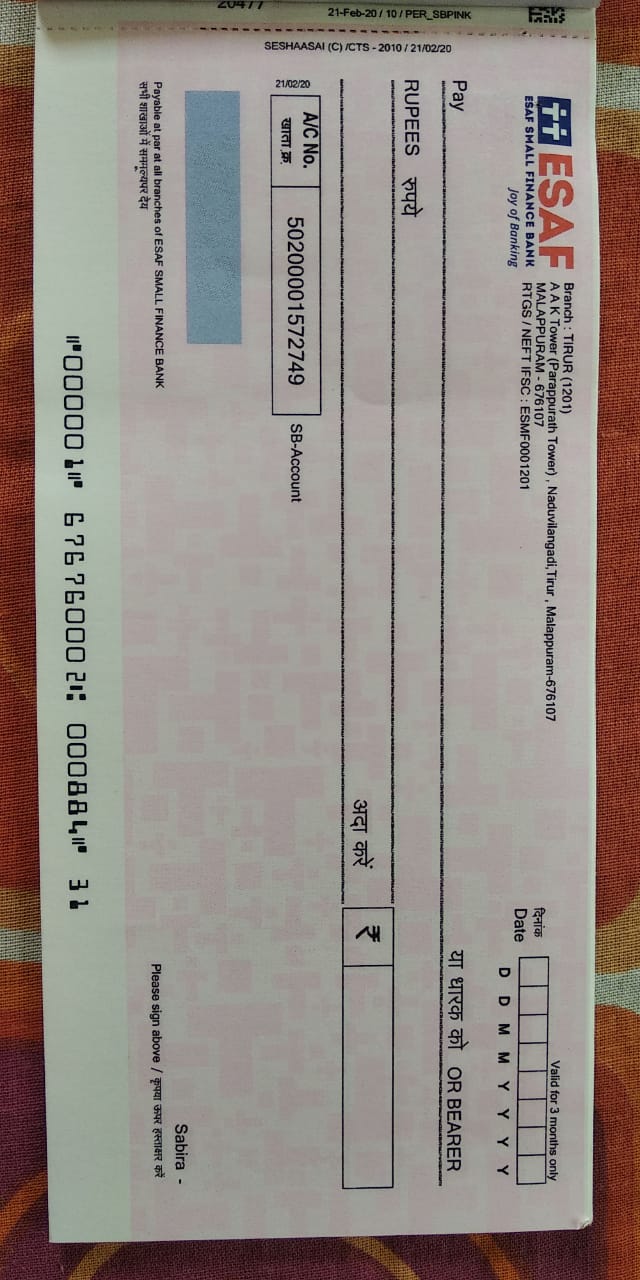 20477
21-Feb-20 / 10 / PER_SBPINK
SESHAASAI (C) /CTS - 2010 / 21/02/20
ESAF
ESAF SMALL FINANCE BANK
Joy of Banking
Branch : TIRUR (1201)
A A K Tower (Parappurath Tower) , Naduvilangadi,Tirur , Malappuram-676107
MALAPPURAM - 676107
RTGS / NEFT IFSC : ESMF0001201
Valid for 3 months only
दिनांक
Date
D D M M Y Y Y Y
Pay
या धारक को OR BEARER
RUPEES रुपये
अदा करें
₹
21/02/20
A/C No.
खाता क्र.
50200001572749
SB-Account
Payable at par at all branches of ESAF SMALL FINANCE BANK
सभी शाखाओं में सममूल्यपर देय
Sabira -
Please sign above / कृपया ऊपर हस्ताक्षर करें
⑈000001⑈ 676760002⑆ 000884⑈ 31